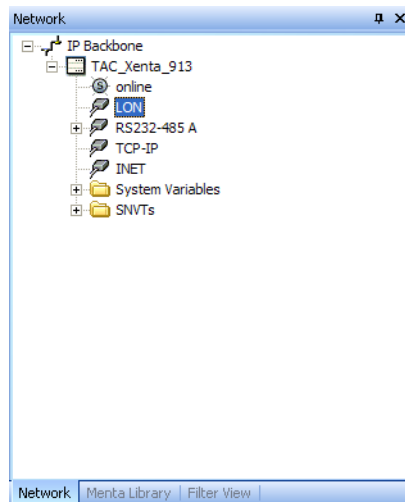 Network
IP Backbone
TAC_Xenta_913
online
LON
RS232-485 A
TCP-IP
INET
System Variables
SNVTs
Network Menta Library Filter View